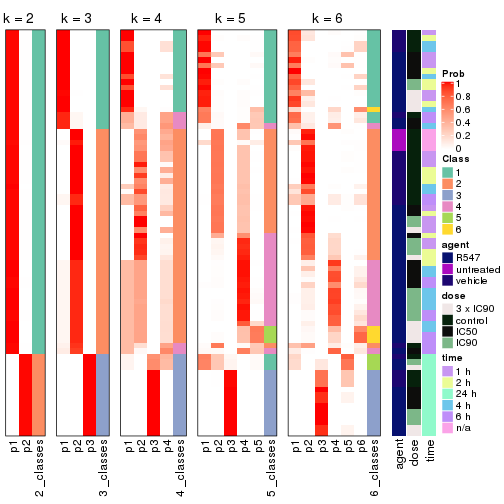 k = 2
k = 3
k = 4
k = 5
k = 6
p1
p2
2_classes
p1
p2
p3
3_classes
p1
p2
p3
p4
4_classes
p1
p2
p3
p4
p5
5_classes
p1
p2
p3
p4
p5
p6
6_classes
agent
dose
time
Prob
1
0.8
0.6
0.4
0.2
0
Class
1
2
3
4
5
6
agent
R547
untreated
vehicle
dose
3 x IC90
control
IC50
IC90
time
1 h
2 h
24 h
4 h
6 h
n/a